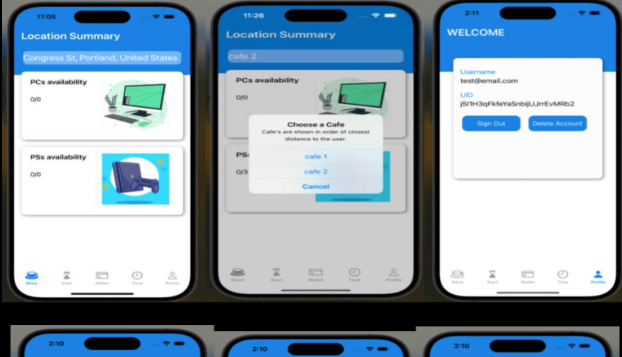 11:05
Location Summary
Congress St, Portland, United States
PCs availability
0/0
PSs availability
0/0
Store
Start
Wallet
Time
Profile
11:26
Location Summary
cafe 2
PCs availability
0/0
Choose a Cafe
Cafe's are shown in order of closest
distance to the user.
cafe 1
cafe 2
Cancel
PS
0/3
Store
Start
Wallet
Time
Profile
2:11
WELCOME
Username
test@email.com
UID
Sign Out
Delete Account
Store
Start
Wallet
Time
Profile
2:10
2:10
2:10